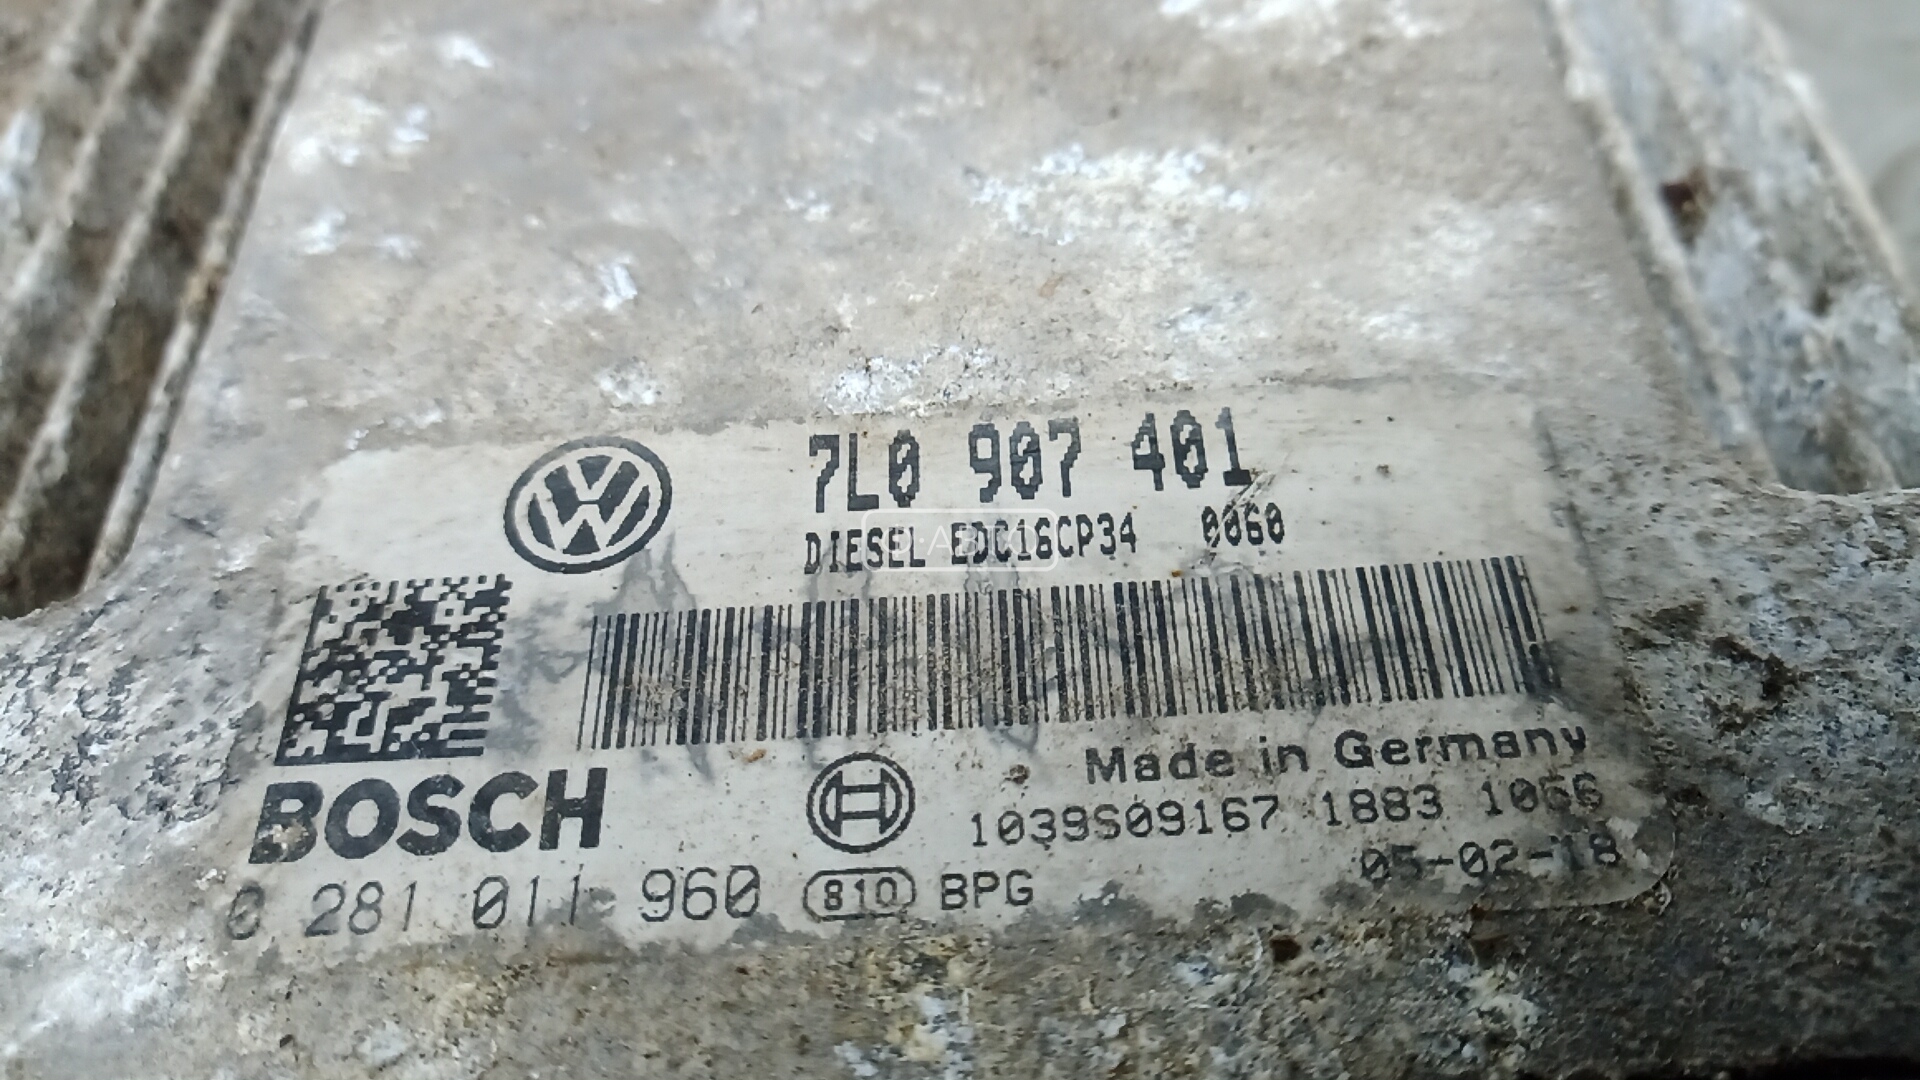 7L0 907 401
DIESEL EDC16CP34 0060
Made in Germany
BOSCH
1039S09167 1883 1066
05-02-18
0 281 011 960 810 BPG